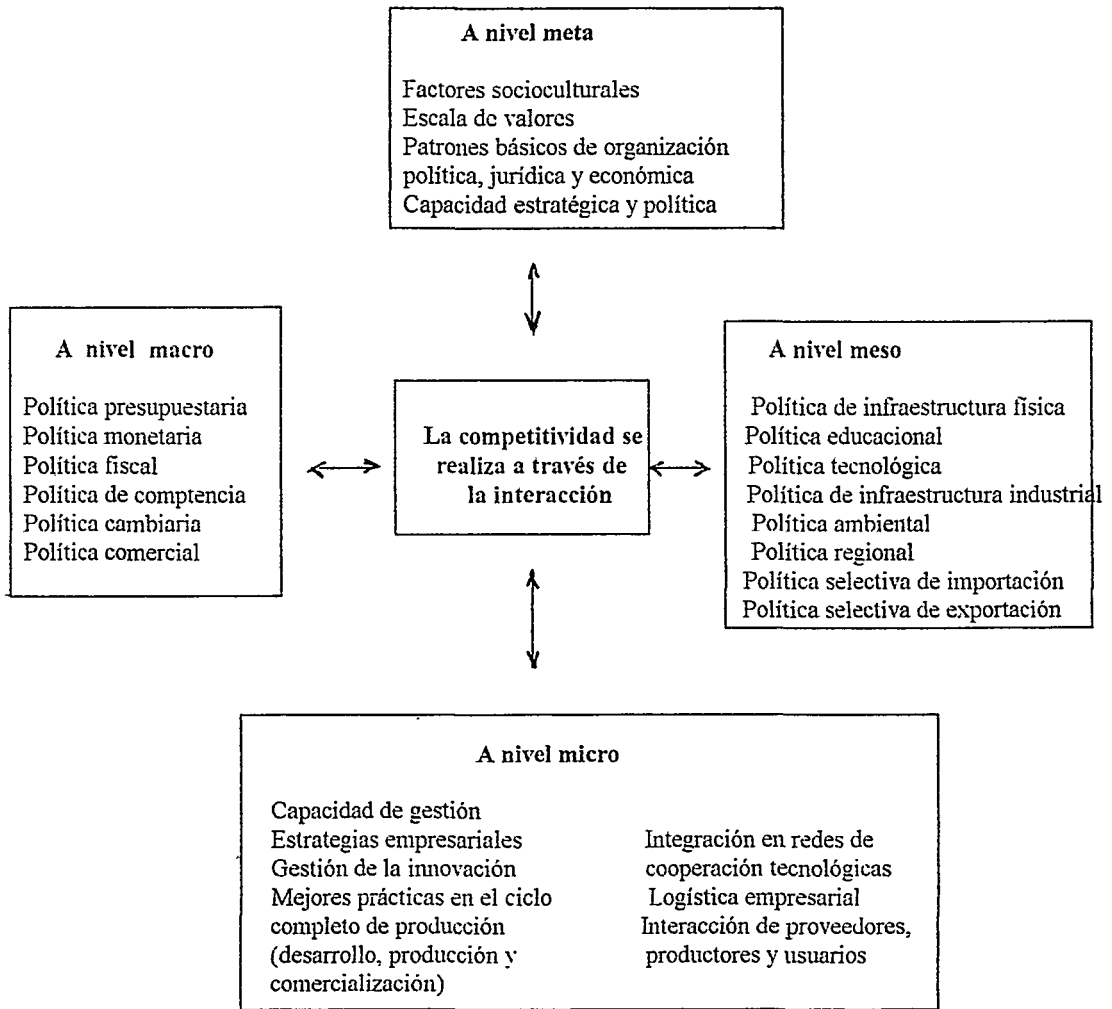 A nivel meta
Factores socioculturales
Escala de valores
Patrones básicos de organización
política, jurídica y económica
Capacidad estratégica y política
A nivel macro
Política presupuestaria
Política monetaria
Política fiscal
Política de comptencia
Política cambiaria
Política comercial
La competitividad se
realiza a través de
la interacción
A nivel meso
Política de infraestructura física
Política educacional
Política tecnológica
Política de infraestructura industrial
Política ambiental
Política regional
Política selectiva de importación
Política selectiva de exportación
A nivel micro
Capacidad de gestión
Estrategias empresariales
Gestión de la innovación
Mejores prácticas en el ciclo
completo de producción
(desarrollo, producción y
comercialización)
Integración en redes de
cooperación tecnológicas
Logística empresarial
Interacción de proveedores,
productores y usuarios